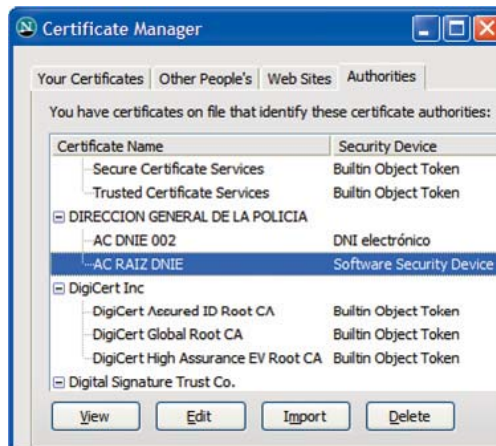 Certificate Manager
Your Certificates Other People's Web Sites Authorities
You have certificates on file that identify these certificate authorities:
Certificate Name Security Device
Secure Certificate Services Builtin Object Token
Trusted Certificate Services Builtin Object Token
DIRECCION GENERAL DE LA POLICIA
AC DNIE 002 DNI electrónico
AC RAIZ DNIE Software Security Device
DigiCert Inc
DigiCert Assured ID Root CA Builtin Object Token
DigiCert Global Root CA Builtin Object Token
DigiCert High Assurance EV Root CA Builtin Object Token
Digital Signature Trust Co.
View Edit Import Delete